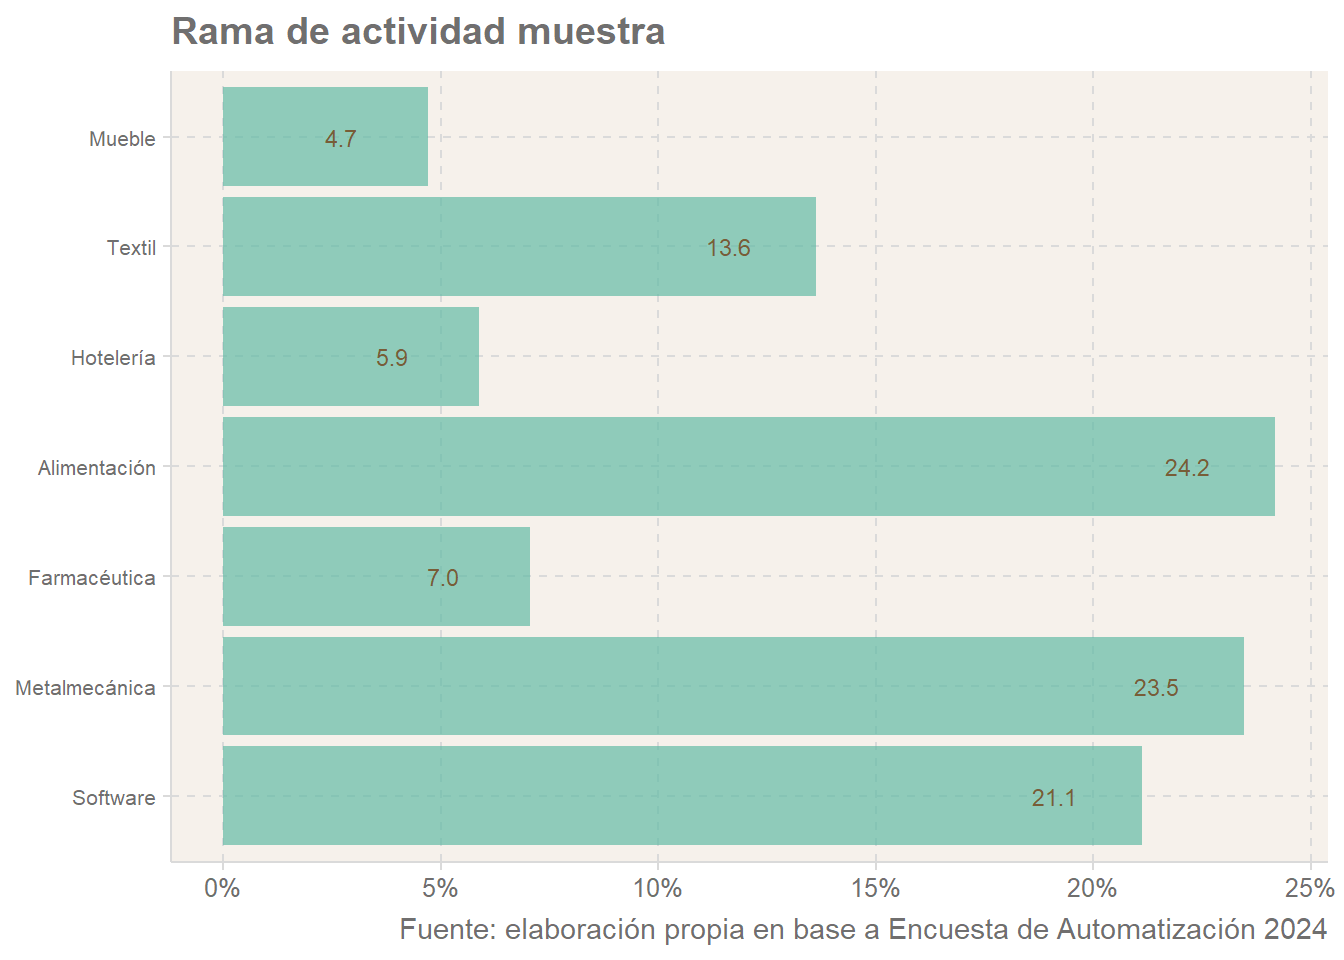 Rama de actividad muestra
Mueble
4.7
Textil
13.6
Hotelería
5.9
Alimentación
24.2
Farmacéutica
7.0
Metalmecánica
23.5
Software
21.1
0% 5% 10% 15% 20% 25%
Fuente: elaboración propia en base a Encuesta de Automatización 2024